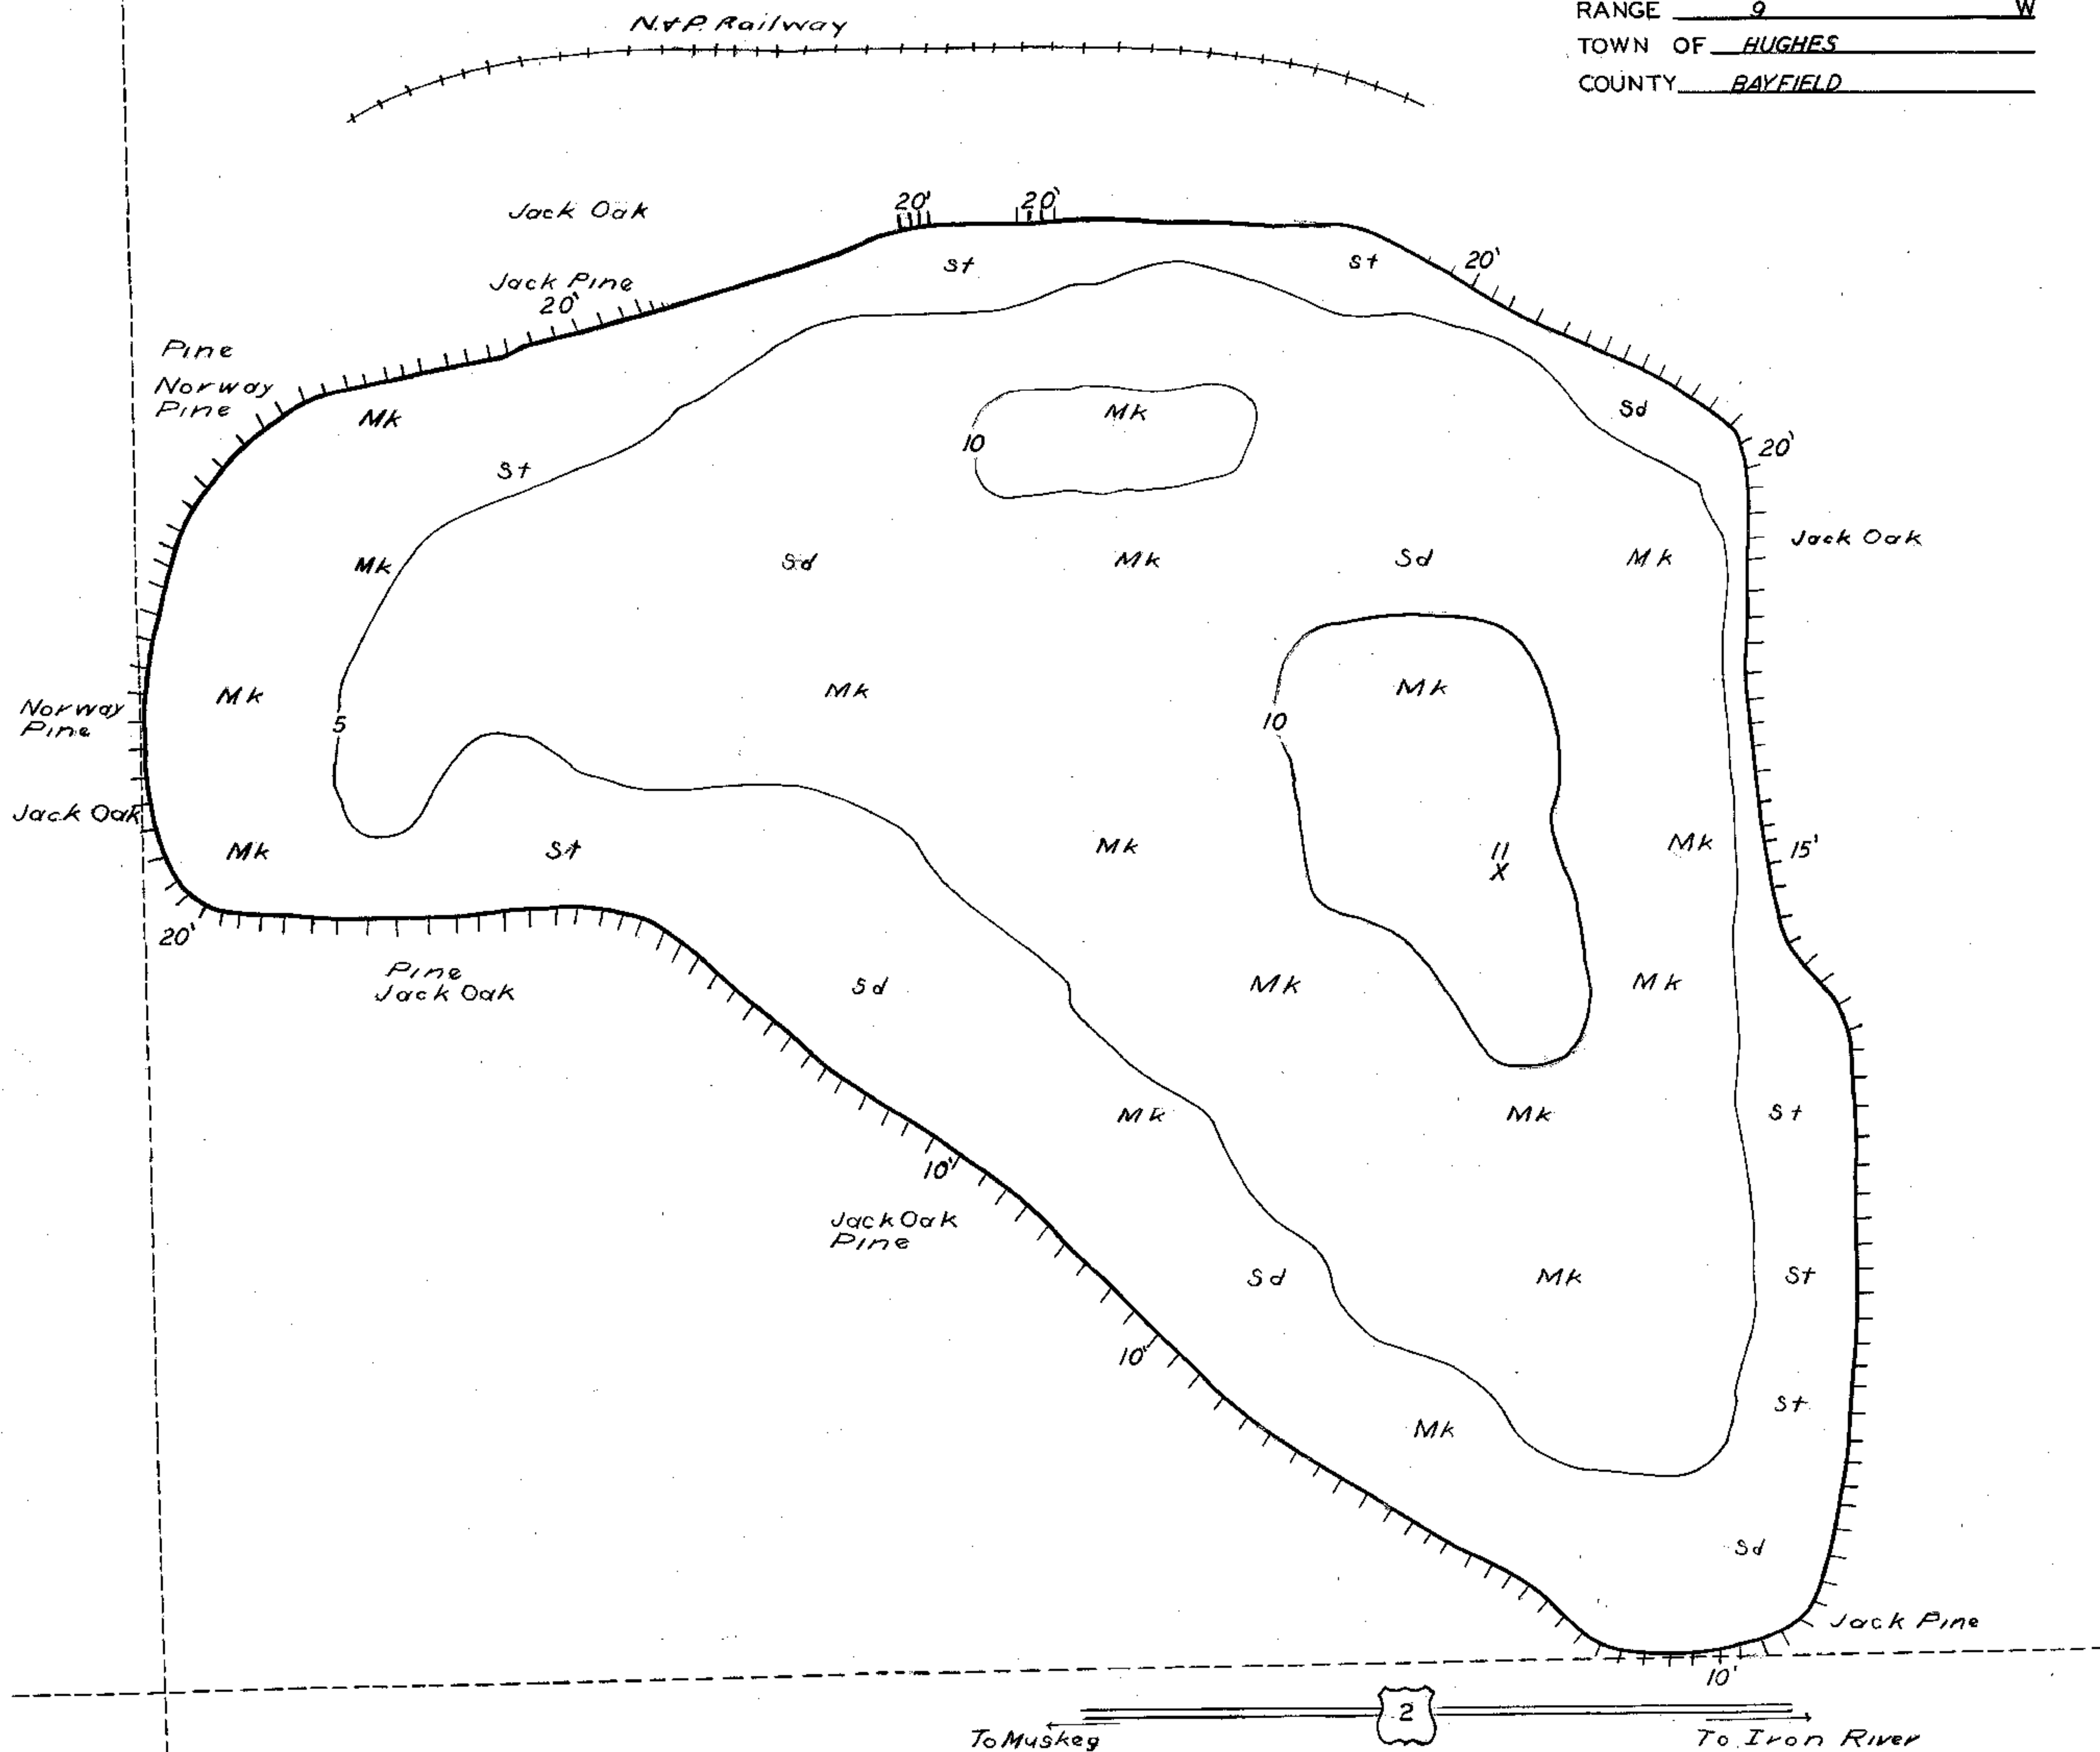 RANGE 9 W
TOWN OF HUGHES
COUNTY BAYFIELD
N.&P. Railway
Jack Oak
20'
20'
20'
St
St
Jack Pine
20'
Pine
Norway
Pine
Mk
Mk
10
Sd
20'
St
Mk
Sd
Mk
Sd
Mk
Jack Oak
Mk
Mk
Mk
Norway
Pine
5
10
Jack Oak
Mk
St
Mk
11
X
Mk
15'
20'
Pine
Jack Oak
Sd
Mk
Mk
Mk
Mk
St
10'
Jack Oak
Pine
Sd
Mk
St
10'
St
Mk
Sd
Jack Pine
10'
2
To Muskeg
To Iron River